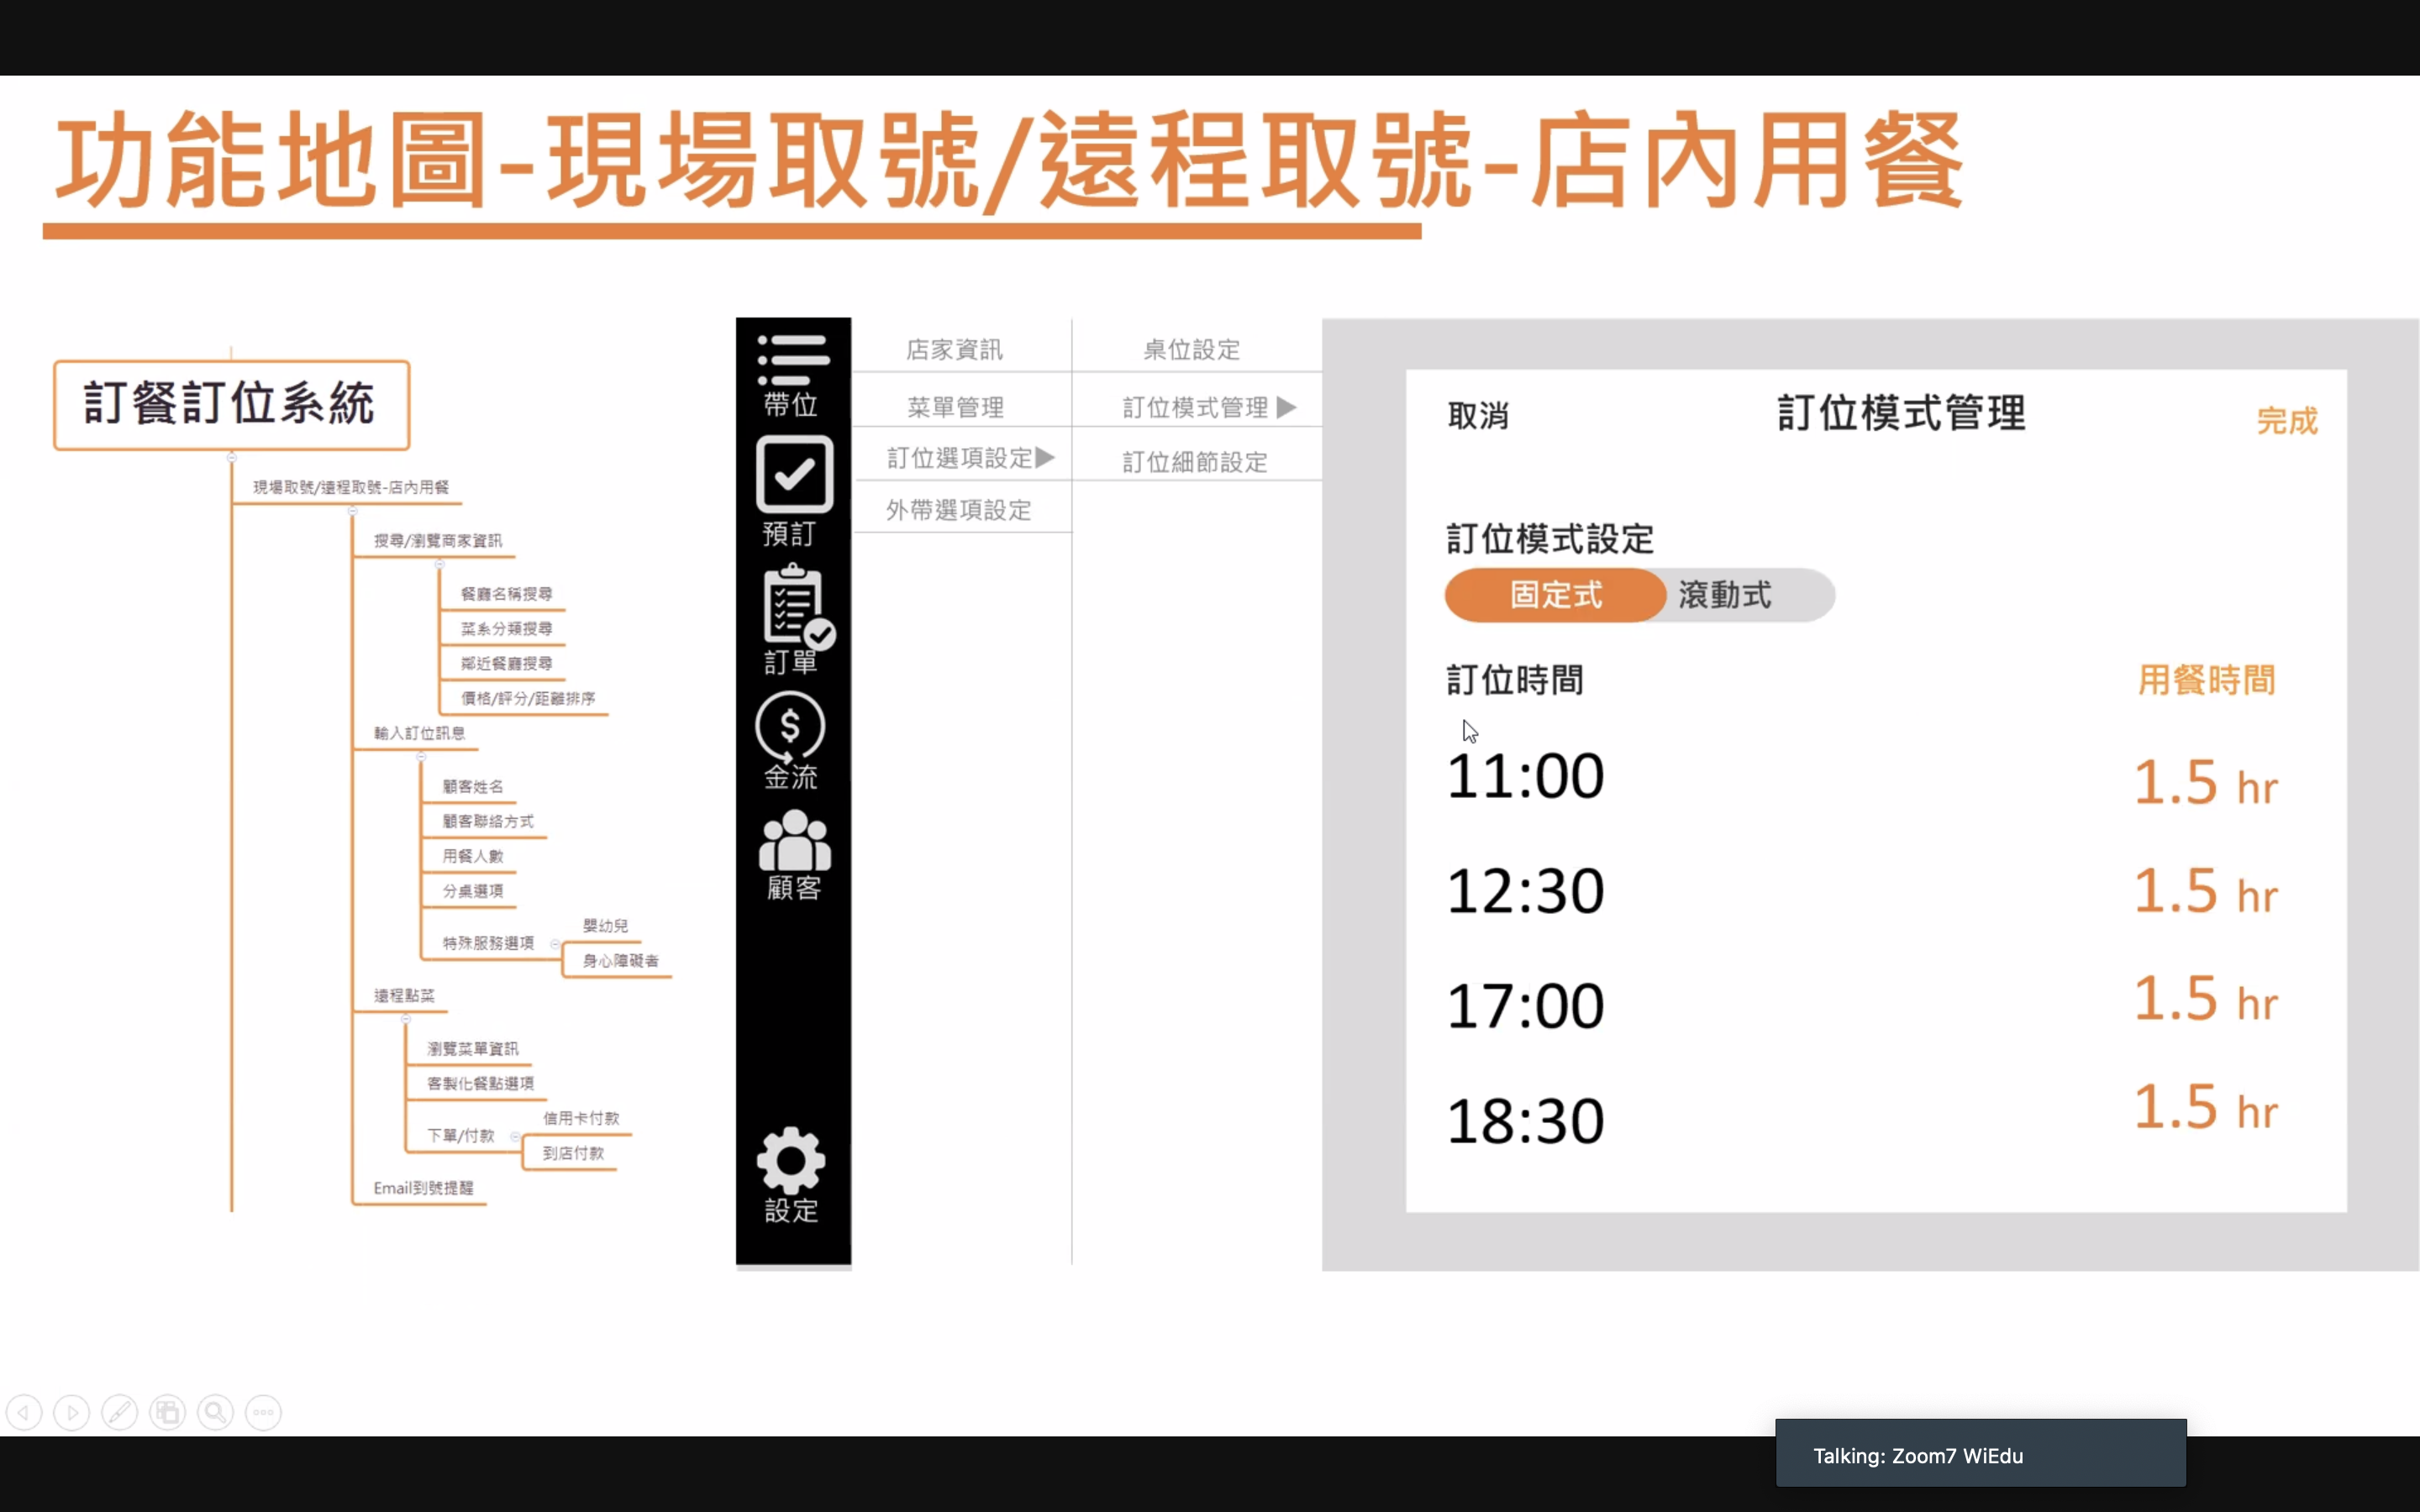 功能地圖-現場取號/遠程取號-店內用餐
訂餐訂位系統
現場取號/遠程取號-店內用餐
搜尋/瀏覽商家資訊
餐廳名稱搜尋
菜系分類搜尋
鄰近餐廳搜尋
價格/評分/距離排序
輸入訂位訊息
顧客姓名
顧客聯絡方式
用餐人數
分桌選項
特殊服務選項
嬰幼兒
身心障礙者
遠程點菜
瀏覽菜單資訊
客製化餐點選項
下單/付款
信用卡付款
到店付款
Email到號提醒
帶位
預訂
訂單
金流
顧客
設定
店家資訊
菜單管理
訂位選項設定▶
外帶選項設定
桌位設定
訂位模式管理 ▶
訂位細節設定
取消 訂位模式管理 完成
訂位模式設定
固定式 滾動式
訂位時間 用餐時間
11:00 1.5 hr
12:30 1.5 hr
17:00 1.5 hr
18:30 1.5 hr
Talking: Zoom7 WiEdu